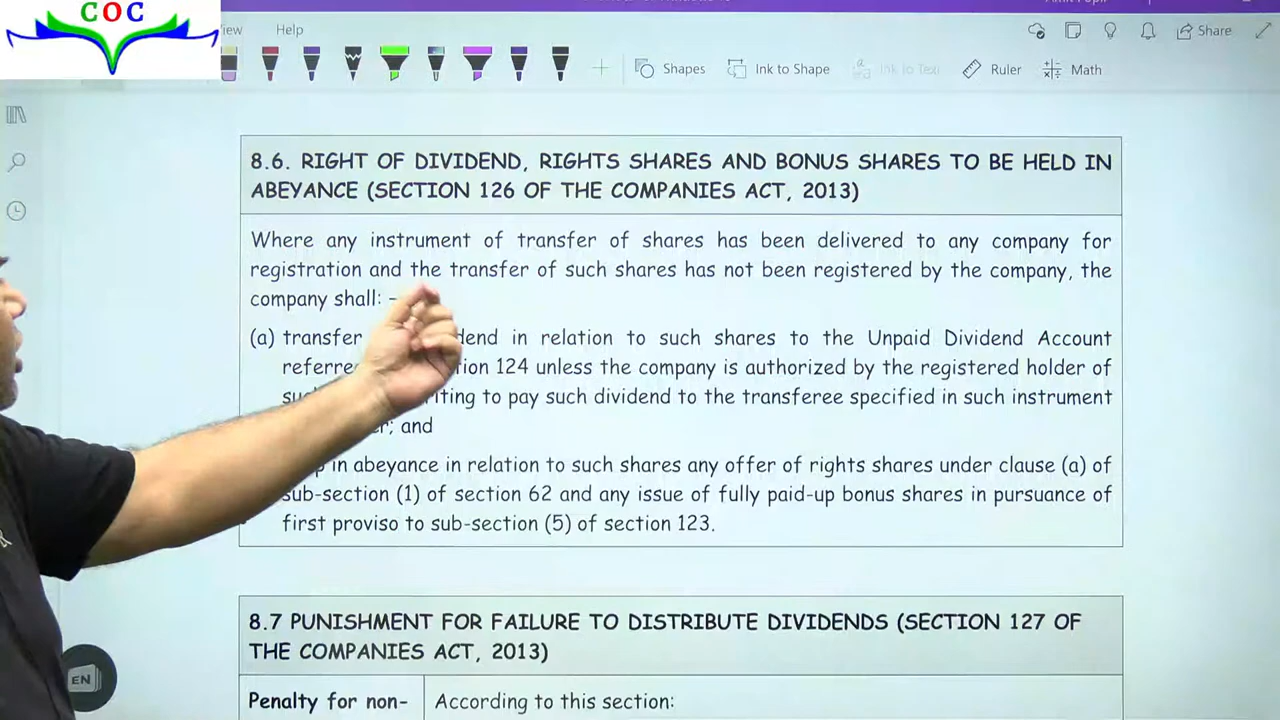 COC
View Help
Share
Shapes Ink to Shape Ink to Text Ruler Math
8.6. RIGHT OF DIVIDEND, RIGHTS SHARES AND BONUS SHARES TO BE HELD IN
ABEYANCE (SECTION 126 OF THE COMPANIES ACT, 2013)
Where any instrument of transfer of shares has been delivered to any company for
registration and the transfer of such shares has not been registered by the company, the
company shall: -
(a) transfer dend in relation to such shares to the Unpaid Dividend Account
referre ion 124 unless the company is authorized by the registered holder of
su iting to pay such dividend to the transferee specified in such instrument
er; and
p in abeyance in relation to such shares any offer of rights shares under clause (a) of
sub-section (1) of section 62 and any issue of fully paid-up bonus shares in pursuance of
first proviso to sub-section (5) of section 123.
8.7 PUNISHMENT FOR FAILURE TO DISTRIBUTE DIVIDENDS (SECTION 127 OF
THE COMPANIES ACT, 2013)
EN
Penalty for non- According to this section: